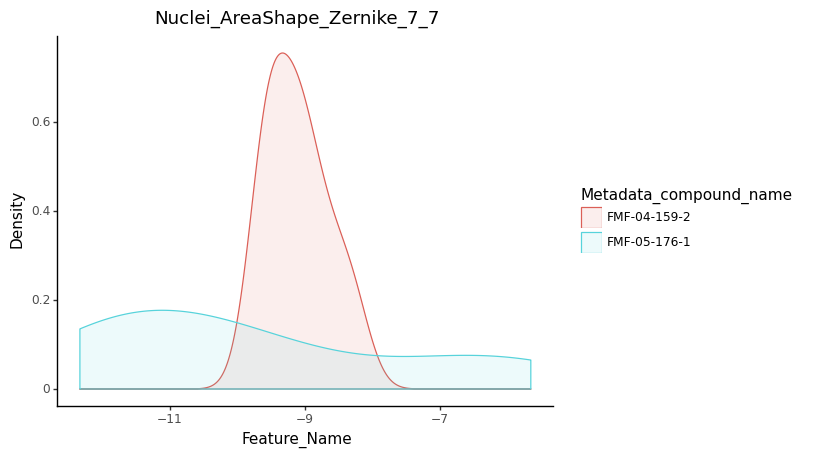 Nuclei_AreaShape_Zernike_7_7
Density
0.6
0.4
0.2
0
−11
−9
−7
Feature_Name
Metadata_compound_name
FMF-04-159-2
FMF-05-176-1